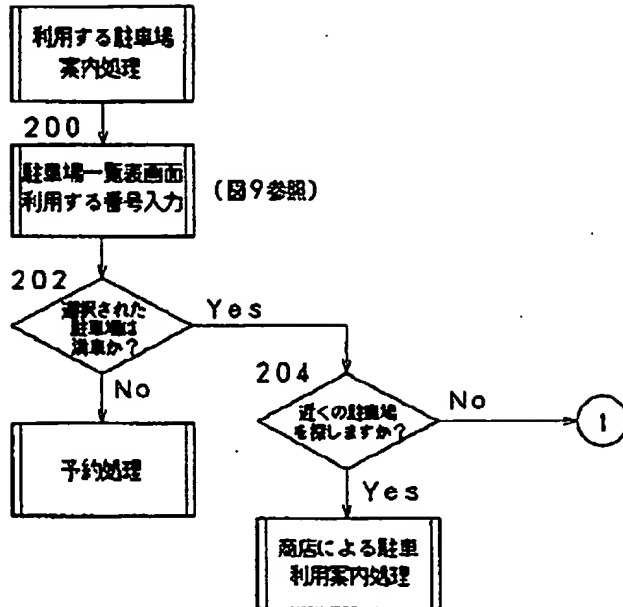 利用する駐車場
案内処理
200
駐車場一覧表画面
利用する番号入力
(図9参照)
202
選択された
駐車場は
満車か?
Yes
No
予約処理
204
近くの駐車場
を探しますか?
No
1
Yes
商店による駐車
利用案内処理